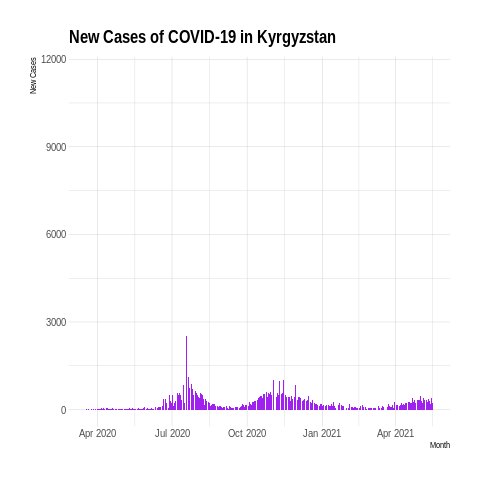 New Cases of COVID-19 in Kyrgyzstan
New Cases
12000
9000
6000
3000
0
Apr 2020 Jul 2020 Oct 2020 Jan 2021 Apr 2021
Month